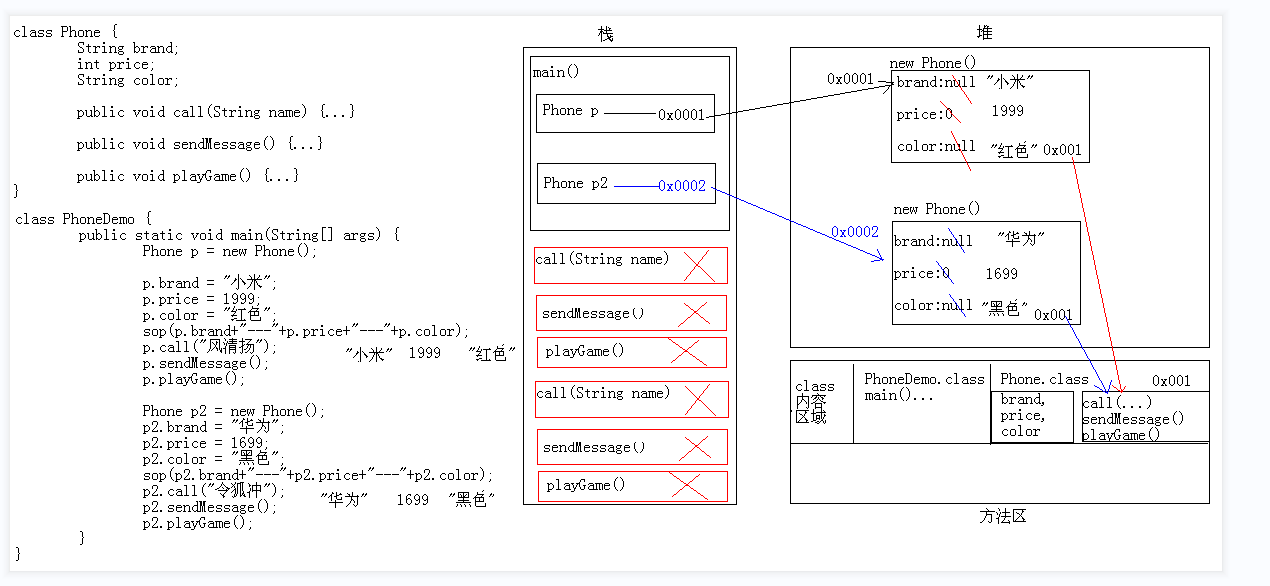 class Phone {
String brand;
int price;
String color;
public void call(String name) {...}
public void sendMessage() {...}
public void playGame() {...}
}
class PhoneDemo {
public static void main(String[] args) {
Phone p = new Phone();
p.brand = "小米";
p.price = 1999;
p.color = "红色";
sop(p.brand+"---"+p.price+"---"+p.color);
p.call("风清扬");
p.sendMessage();
"小米" 1999 "红色"
p.playGame();
Phone p2 = new Phone();
p2.brand = "华为";
p2.price = 1699;
p2.color = "黑色";
sop(p2.brand+"---"+p2.price+"---"+p2.color);
p2.call("令狐冲");
p2.sendMessage();
"华为" 1699 "黑色"
p2.playGame();
}
}
栈
main()
Phone p 0x0001
Phone p2 0x0002
call(String name)
sendMessage()
playGame()
call(String name)
sendMessage()
playGame()
堆
new Phone()
0x0001
brand:null "小米"
price:0 1999
color:null "红色" 0x001
new Phone()
0x0002
brand:null "华为"
price:0 1699
color:null "黑色" 0x001
class
内容
区域
PhoneDemo.class
main()...
Phone.class 0x001
brand,
price,
color
call(...)
sendMessage()
playGame()
方法区